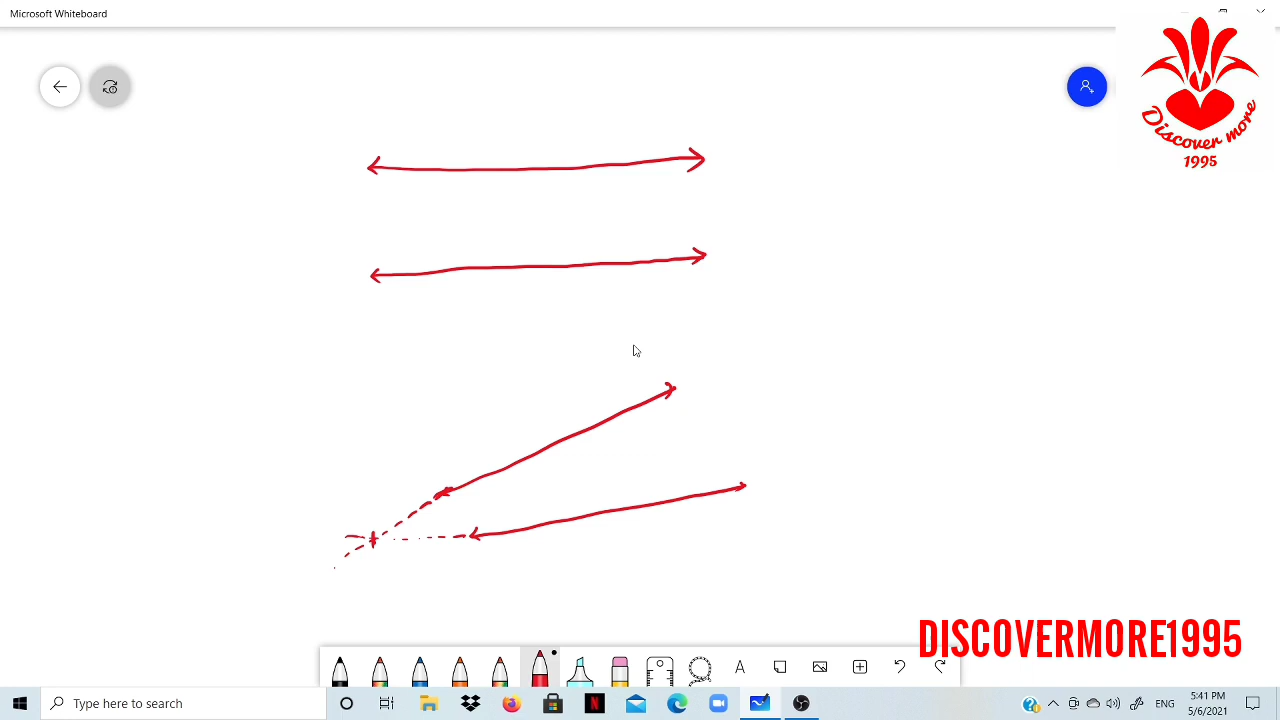 Microsoft Whiteboard
Discover more
1995
DISCOVERMORE1995
A
Type here to search
ENG
5:41 PM
5/6/2021